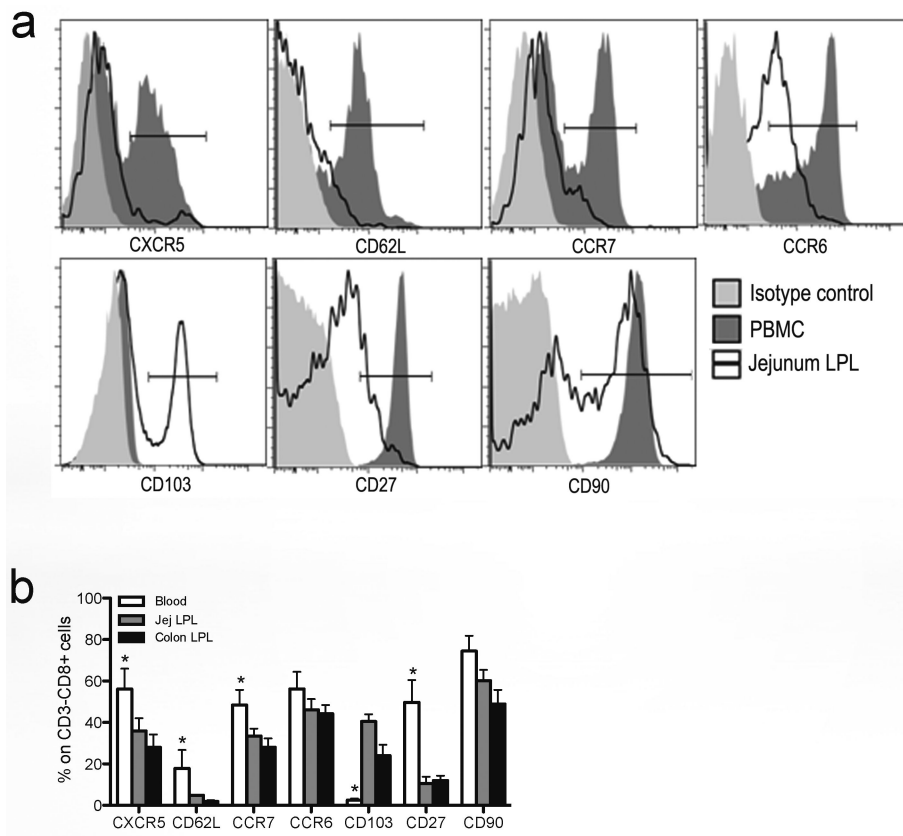 a
CXCR5 CD62L CCR7 CCR6
CD103 CD27 CD90
Isotype control
PBMC
Jejunum LPL
b
% on CD3-CD8+ cells
100
80
60
40
20
0
Blood
Jej LPL
Colon LPL
* * * * *
CXCR5 CD62L CCR7 CCR6 CD103 CD27 CD90